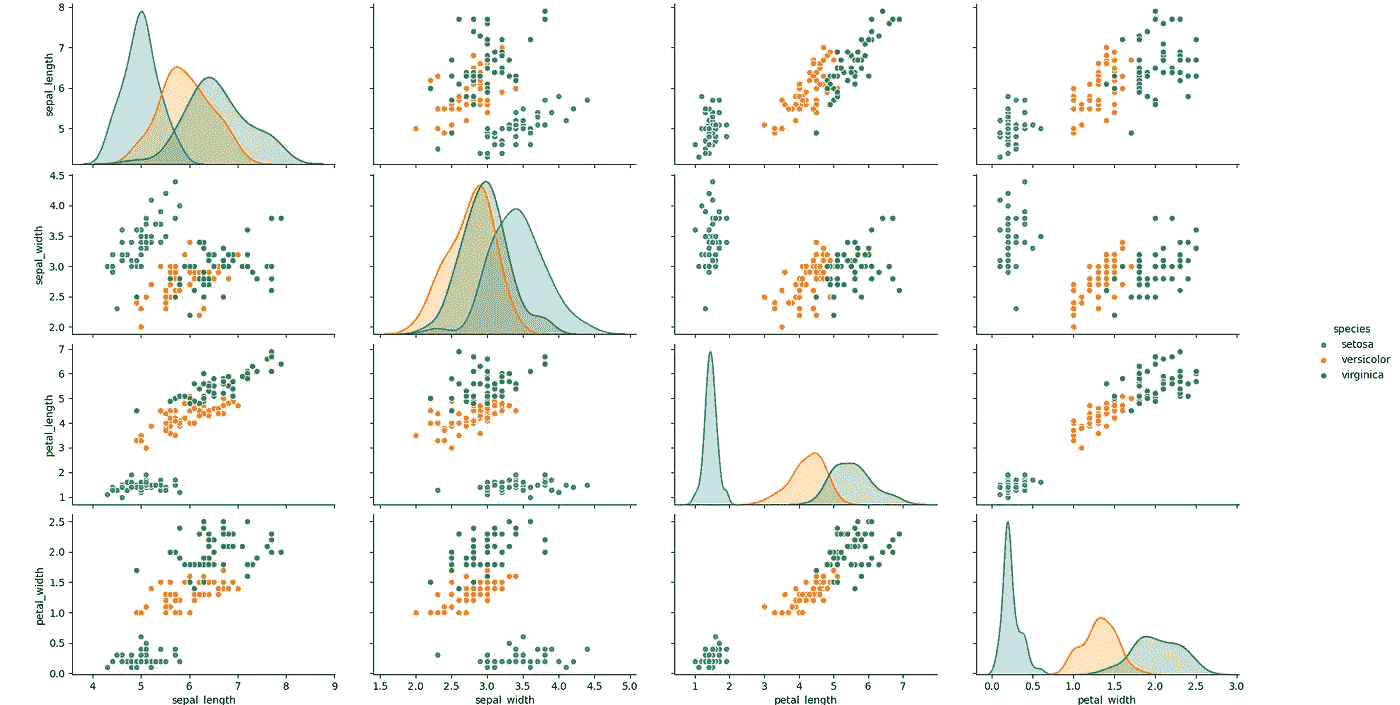 8
7
6
5
sepal_length
4.5
4.0
3.5
3.0
2.5
2.0
sepal_width
7
6
5
4
3
2
1
petal_length
2.5
2.0
1.5
1.0
0.5
0.0
petal_width
4 5 6 7 8 9
sepal_length
1.5 2.0 2.5 3.0 3.5 4.0 4.5 5.0
sepal_width
1 2 3 4 5 6 7
petal_length
0.0 0.5 1.0 1.5 2.0 2.5 3.0
petal_width
species
setosa
versicolor
virginica